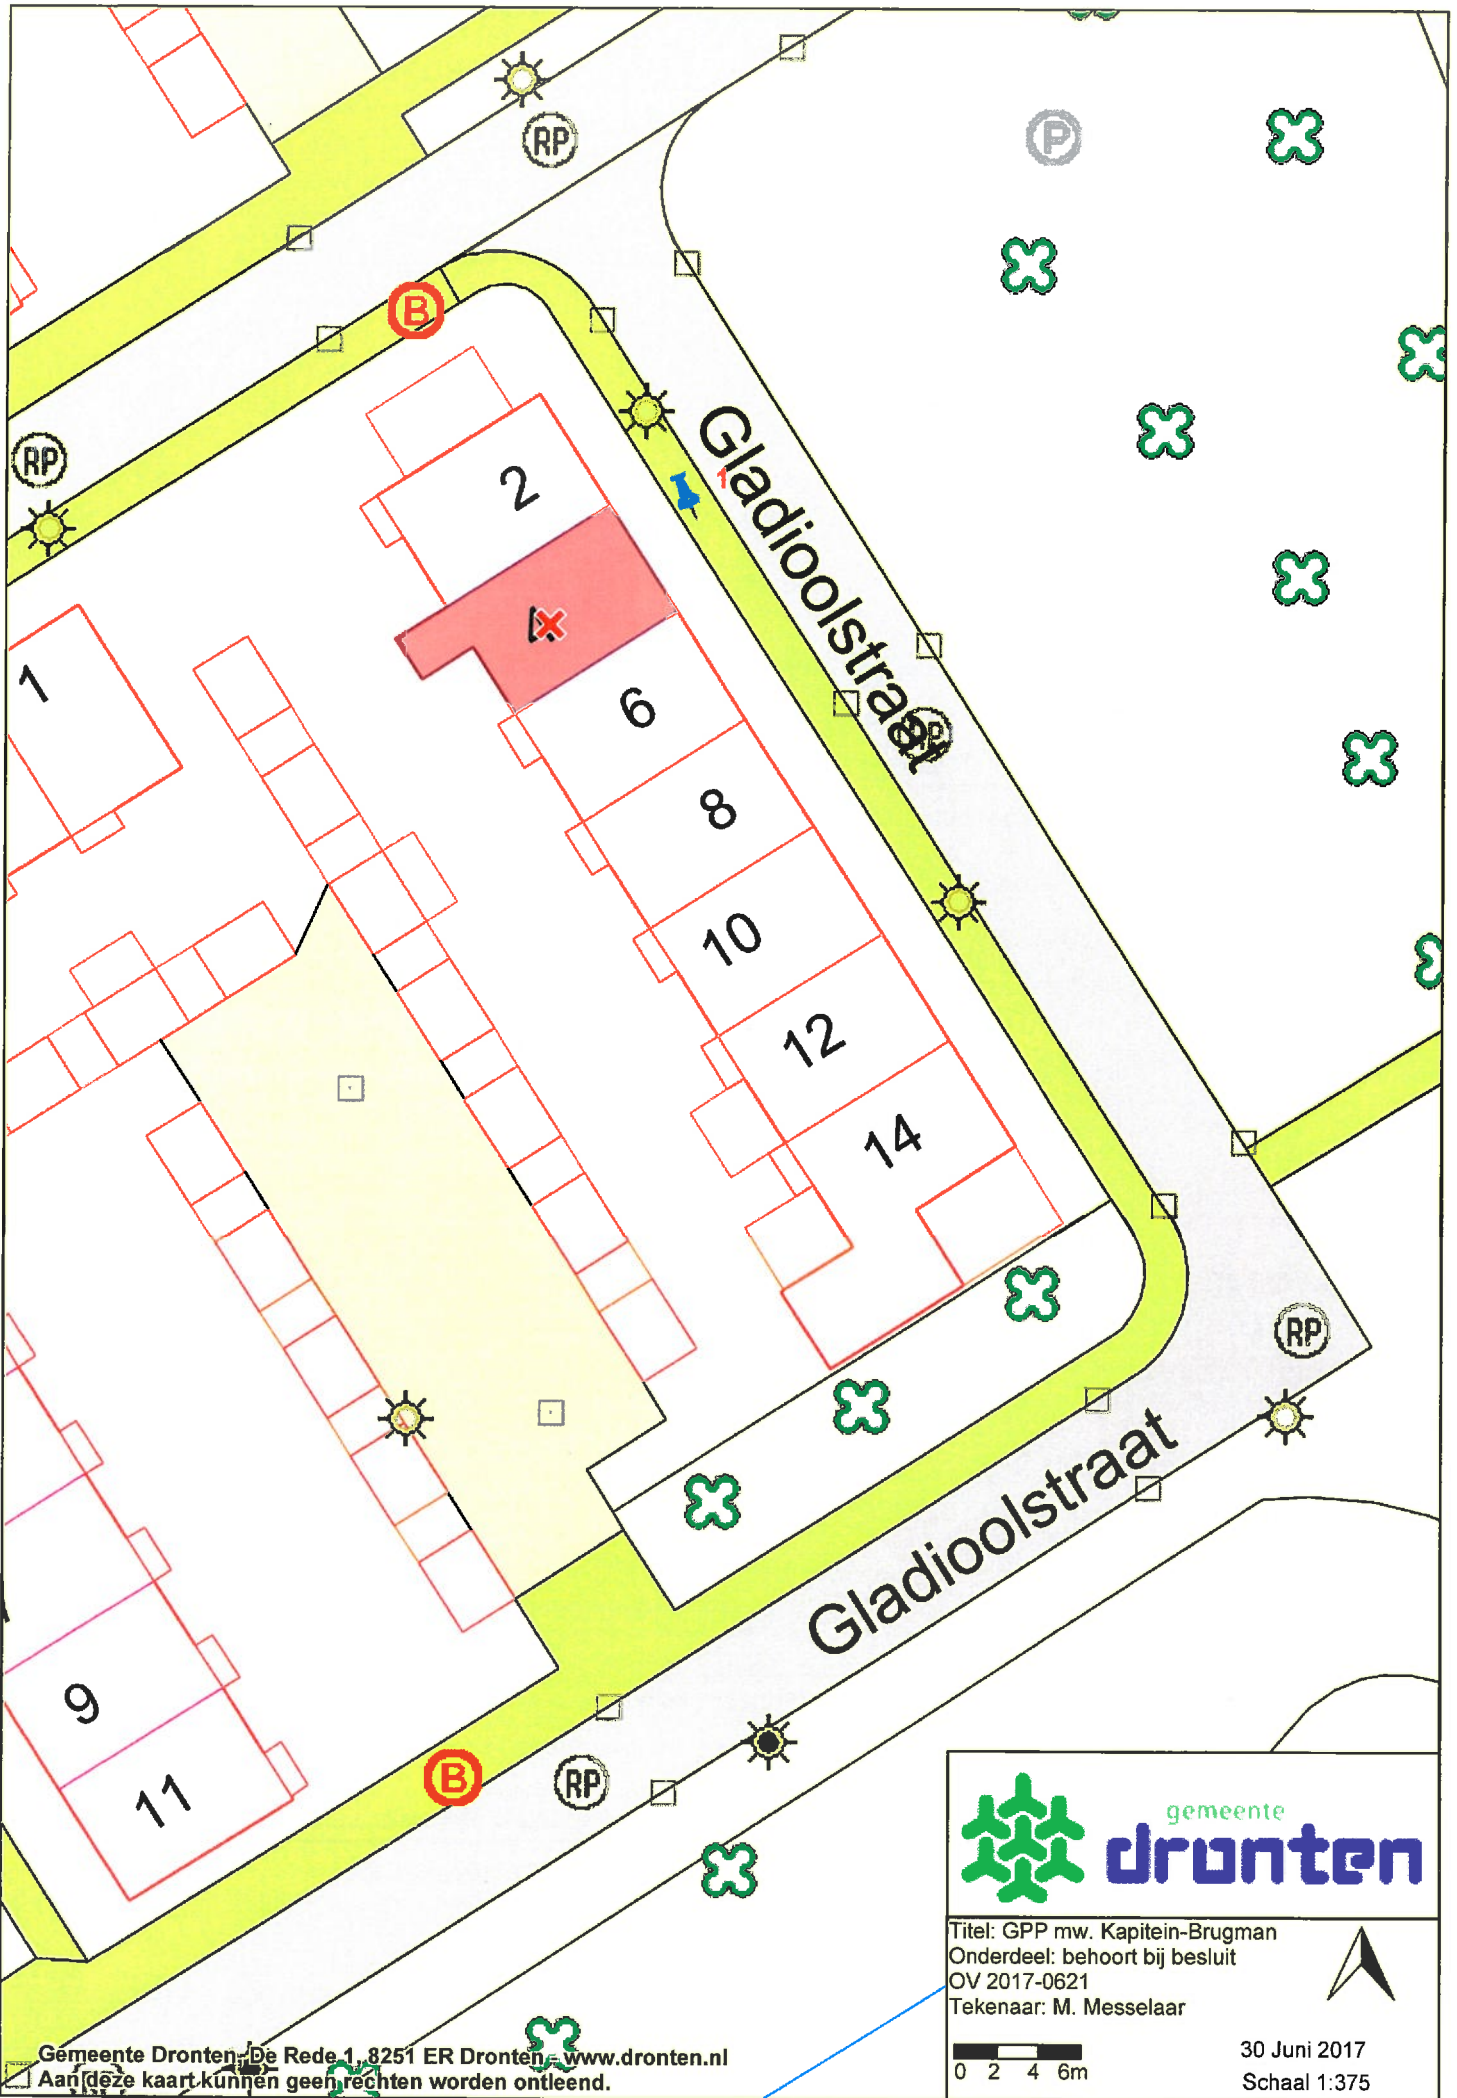 RP
P
B
RP
Gladioolstraat
1
2
4
1
6
RP
8
10
12
14
RP
Gladioolstraat
9
B
RP
11
gemeente
dronten
Titel: GPP mw. Kapitein-Brugman
Onderdeel: behoort bij besluit
OV 2017-0621
Tekenaar: M. Messelaar
0 2 4 6m
30 Juni 2017
Schaal 1:375
Gemeente Dronten, De Rede 1, 8251 ER Dronten - www.dronten.nl
Aan deze kaart kunnen geen rechten worden ontleend.